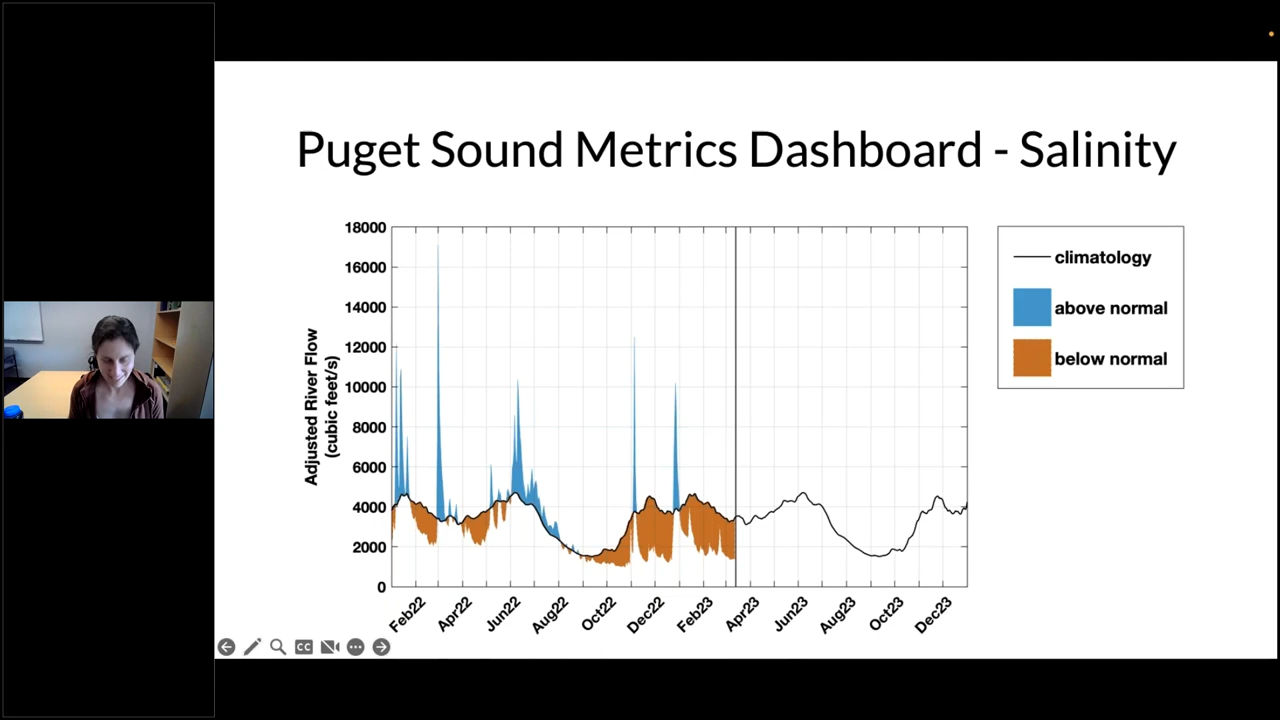 Puget Sound Metrics Dashboard - Salinity
18000
16000
14000
12000
10000
8000
6000
4000
2000
0
Adjusted River Flow
(cubic feet/s)
Feb22
Apr22
Jun22
Aug22
Oct22
Dec22
Feb23
Apr23
Jun23
Aug23
Oct23
Dec23
climatology
above normal
below normal
CC